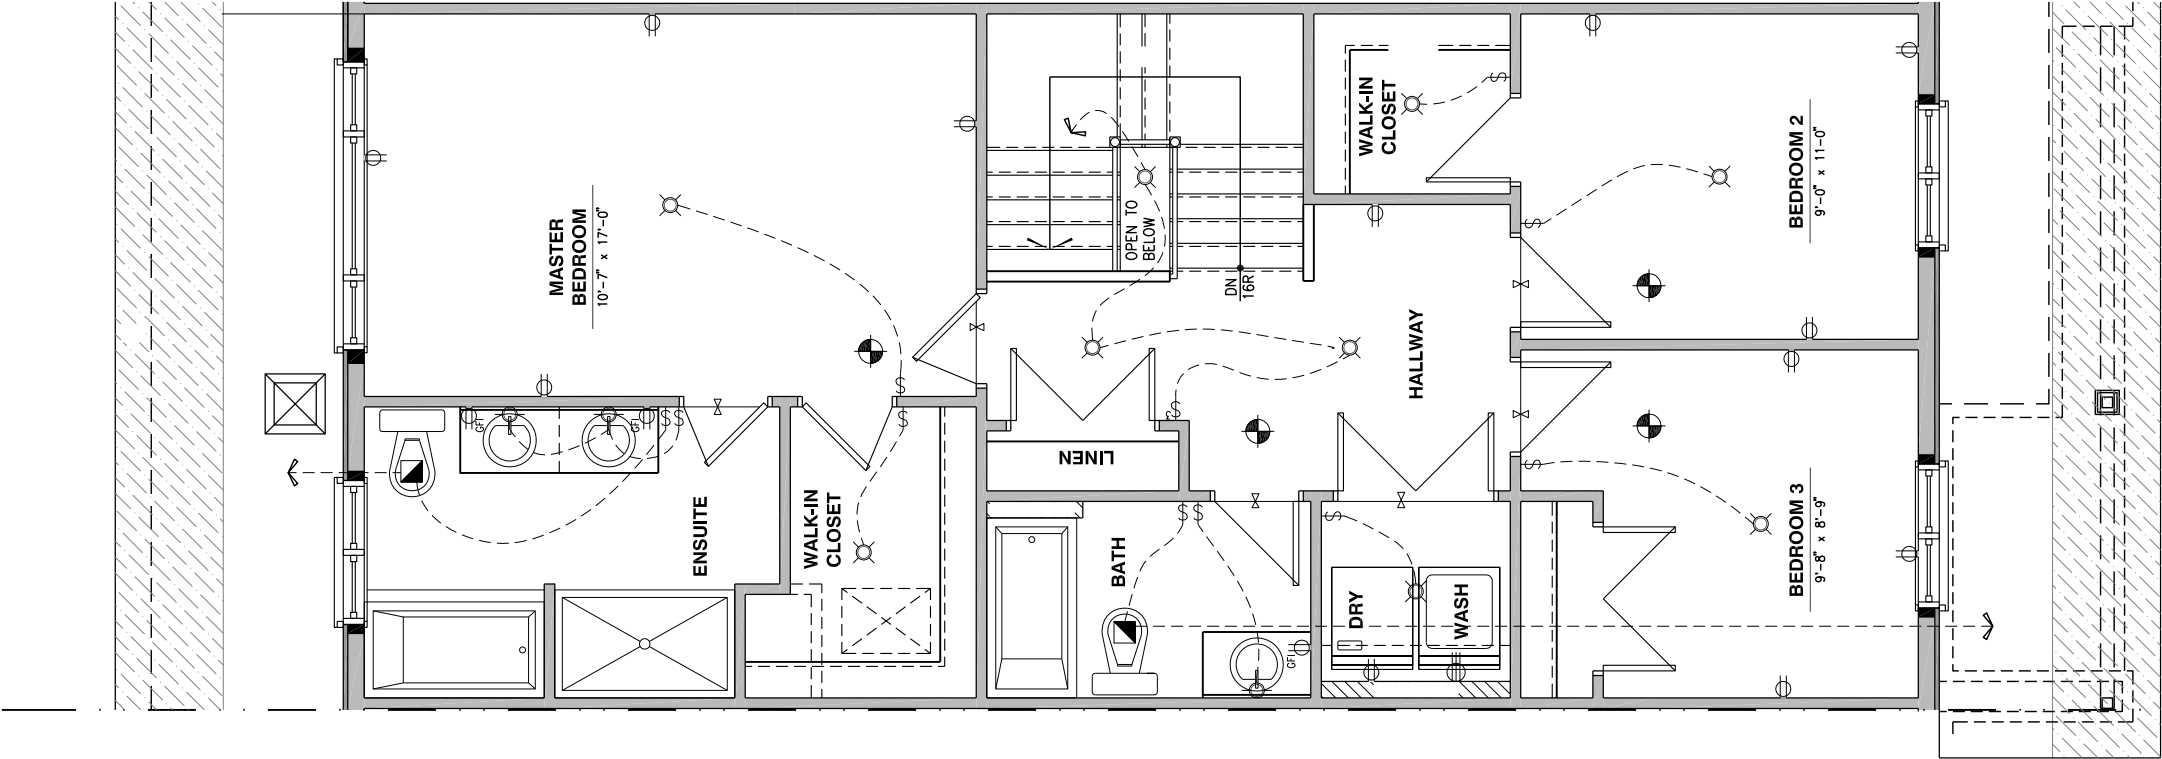 MASTER
BEDROOM
10'-7" x 17'-0"
OPEN TO
BELOW
DN
16R
WALK-IN
CLOSET
BEDROOM 2
9'-0" x 11'-0"
HALLWAY
LINEN
GFI
GFI
ENSUITE
WALK-IN
CLOSET
BATH
GFI
DRY
WASH
BEDROOM 3
9'-8" x 8'-9"
$
$
$
$
$
$
$
$
$
$
$
$